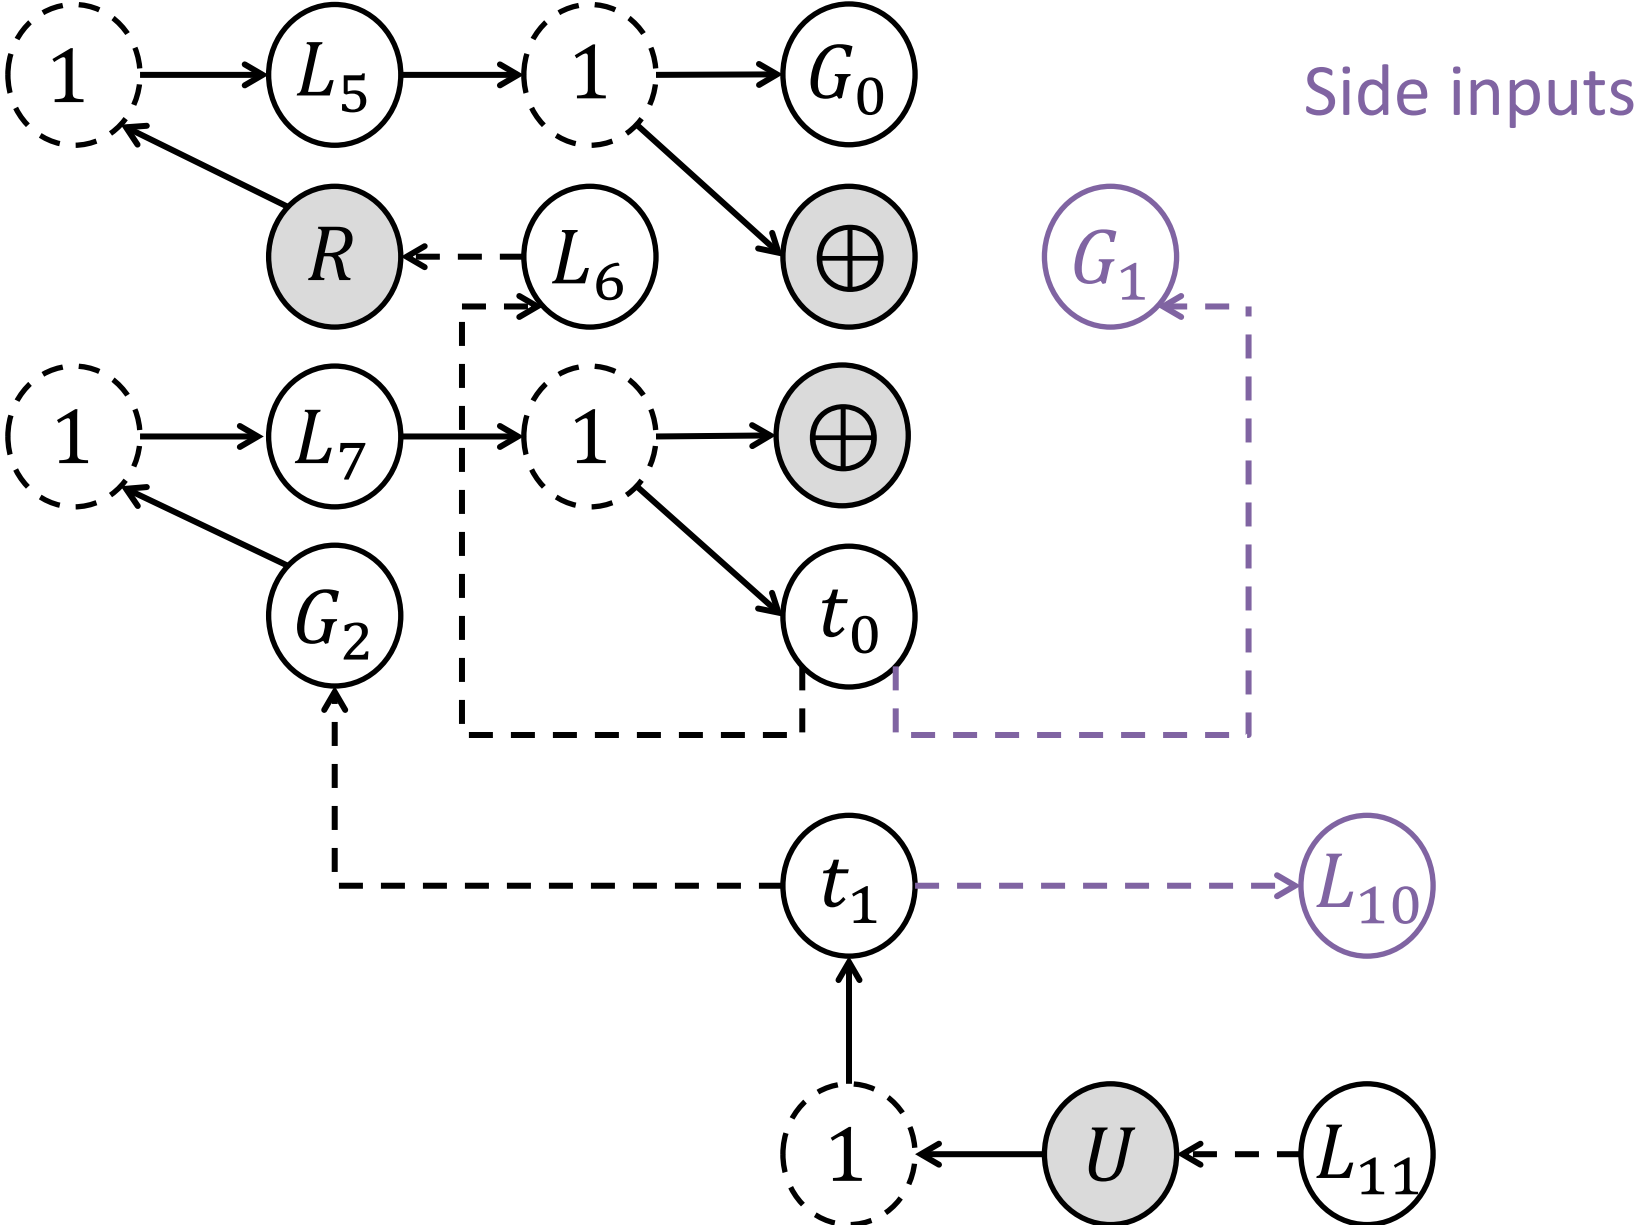 1 L₅ 1 G₀ Side inputs
R L₆ ⊕ G₁
1 L₇ 1 ⊕
G₂ t₀
t₁ L₁₀
1 U L₁₁